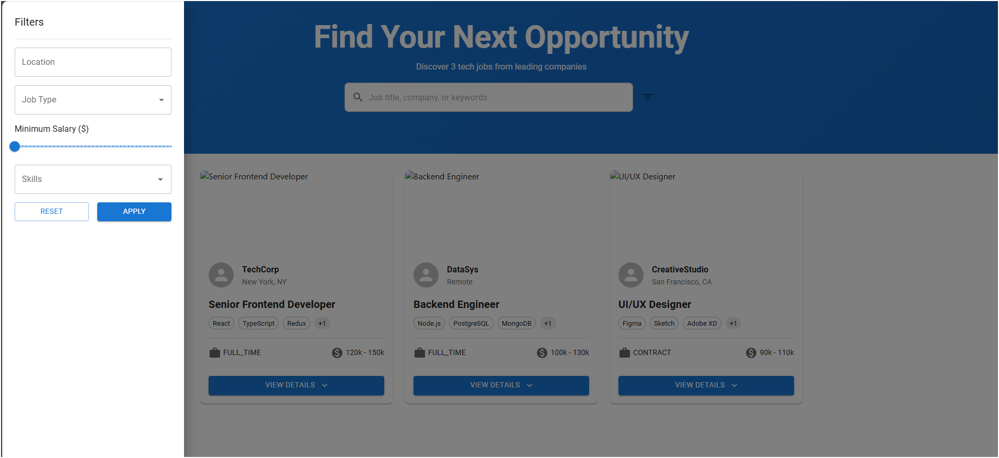 Filters
Location
Job Type
Minimum Salary ($)
Skills
RESET
APPLY
Find Your Next Opportunity
Discover 3 tech jobs from leading companies
Job title, company, or keywords
Senior Frontend Developer
TechCorp
New York, NY
Senior Frontend Developer
React TypeScript Redux +1
FULL_TIME 120k - 150k
VIEW DETAILS
Backend Engineer
DataSys
Remote
Backend Engineer
Node.js PostgreSQL MongoDB +1
FULL_TIME 100k - 130k
VIEW DETAILS
UI/UX Designer
CreativeStudio
San Francisco, CA
UI/UX Designer
Figma Sketch Adobe XD +1
CONTRACT 90k - 110k
VIEW DETAILS